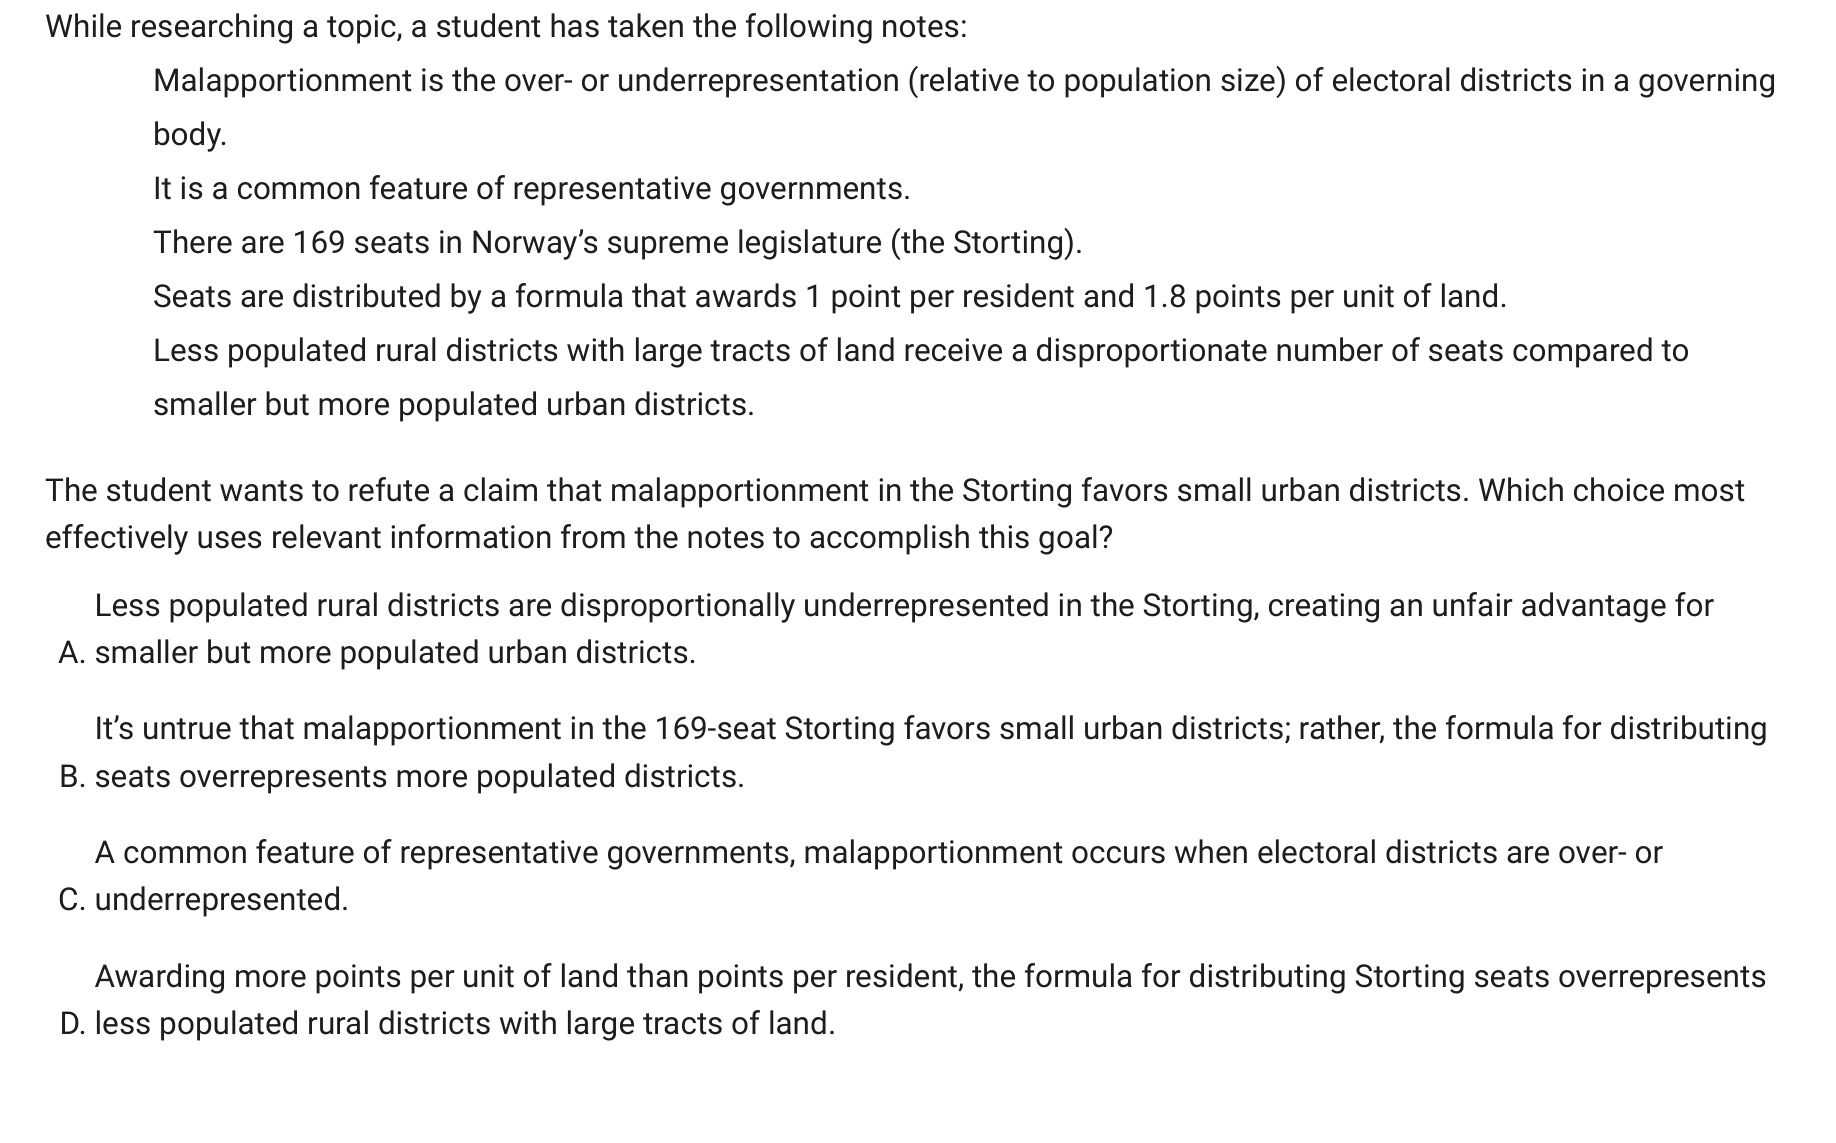 While researching a topic, a student has taken the following notes:
Malapportionment is the over- or underrepresentation (relative to population size) of electoral districts in a governing
body.
It is a common feature of representative governments.
There are 169 seats in Norway’s supreme legislature (the Storting).
Seats are distributed by a formula that awards 1 point per resident and 1.8 points per unit of land.
Less populated rural districts with large tracts of land receive a disproportionate number of seats compared to
smaller but more populated urban districts.
The student wants to refute a claim that malapportionment in the Storting favors small urban districts. Which choice most
effectively uses relevant information from the notes to accomplish this goal?
Less populated rural districts are disproportionally underrepresented in the Storting, creating an unfair advantage for
A. smaller but more populated urban districts.
It’s untrue that malapportionment in the 169-seat Storting favors small urban districts; rather, the formula for distributing
B. seats overrepresents more populated districts.
A common feature of representative governments, malapportionment occurs when electoral districts are over- or
C. underrepresented.
Awarding more points per unit of land than points per resident, the formula for distributing Storting seats overrepresents
D. less populated rural districts with large tracts of land.